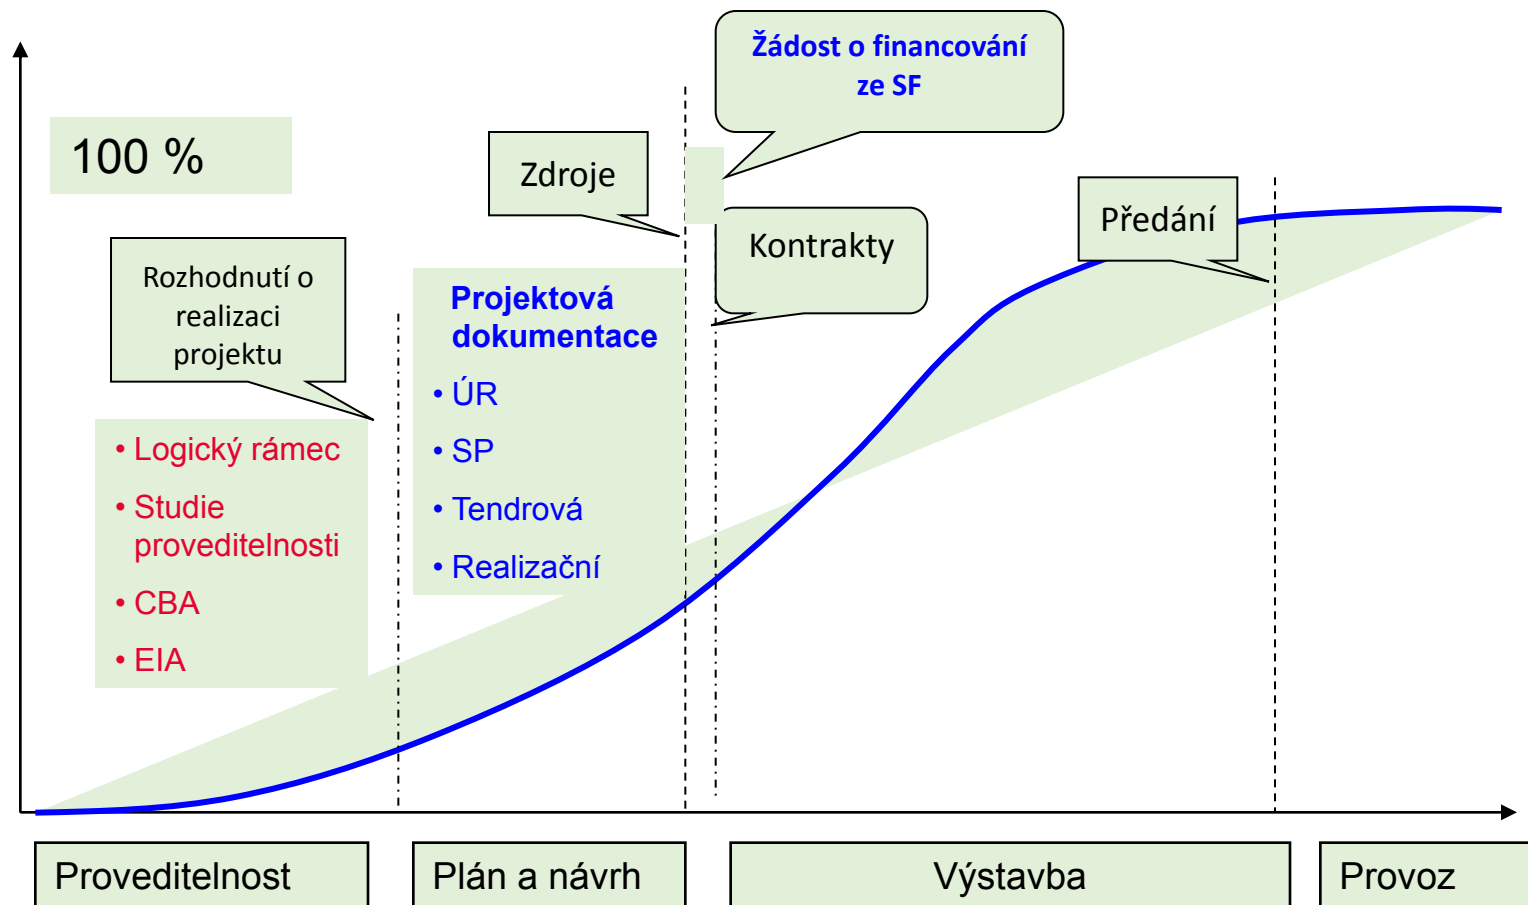 Žádost o financování
ze SF
100 %
Zdroje
Předání
Kontrakty
Rozhodnutí o
realizaci
projektu
Projektová
dokumentace
• ÚR
• SP
• Tendrová
• Realizační
• Logický rámec
• Studie
proveditelnosti
• CBA
• EIA
Proveditelnost
Plán a návrh
Výstavba
Provoz